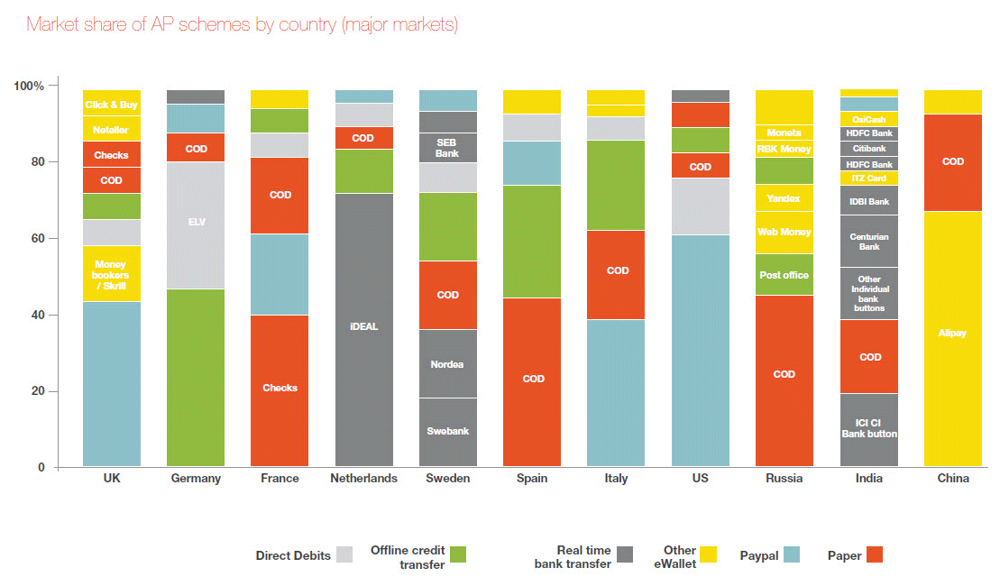 Market share of AP schemes by country (major markets)
100%
80
60
40
20
0
Click & Buy
Neteller
Checks
COD
Money
bookers
/ Skrill
COD
ELV
COD
Checks
COD
iDEAL
SEB
Bank
COD
Nordea
Swebank
COD
COD
COD
Moneta
RBK Money
Yandex
Web Money
Post office
COD
OxiCash
HDFC Bank
Citibank
HDFC Bank
ITZ Card
IDBI Bank
Centurian
Bank
Other
Individual
bank
buttons
COD
ICI CI
Bank button
COD
Alipay
UK Germany France Netherlands Sweden Spain Italy US Russia India China
Direct Debits
Offline credit
transfer
Real time
bank transfer
Other
eWallet
Paypal
Paper